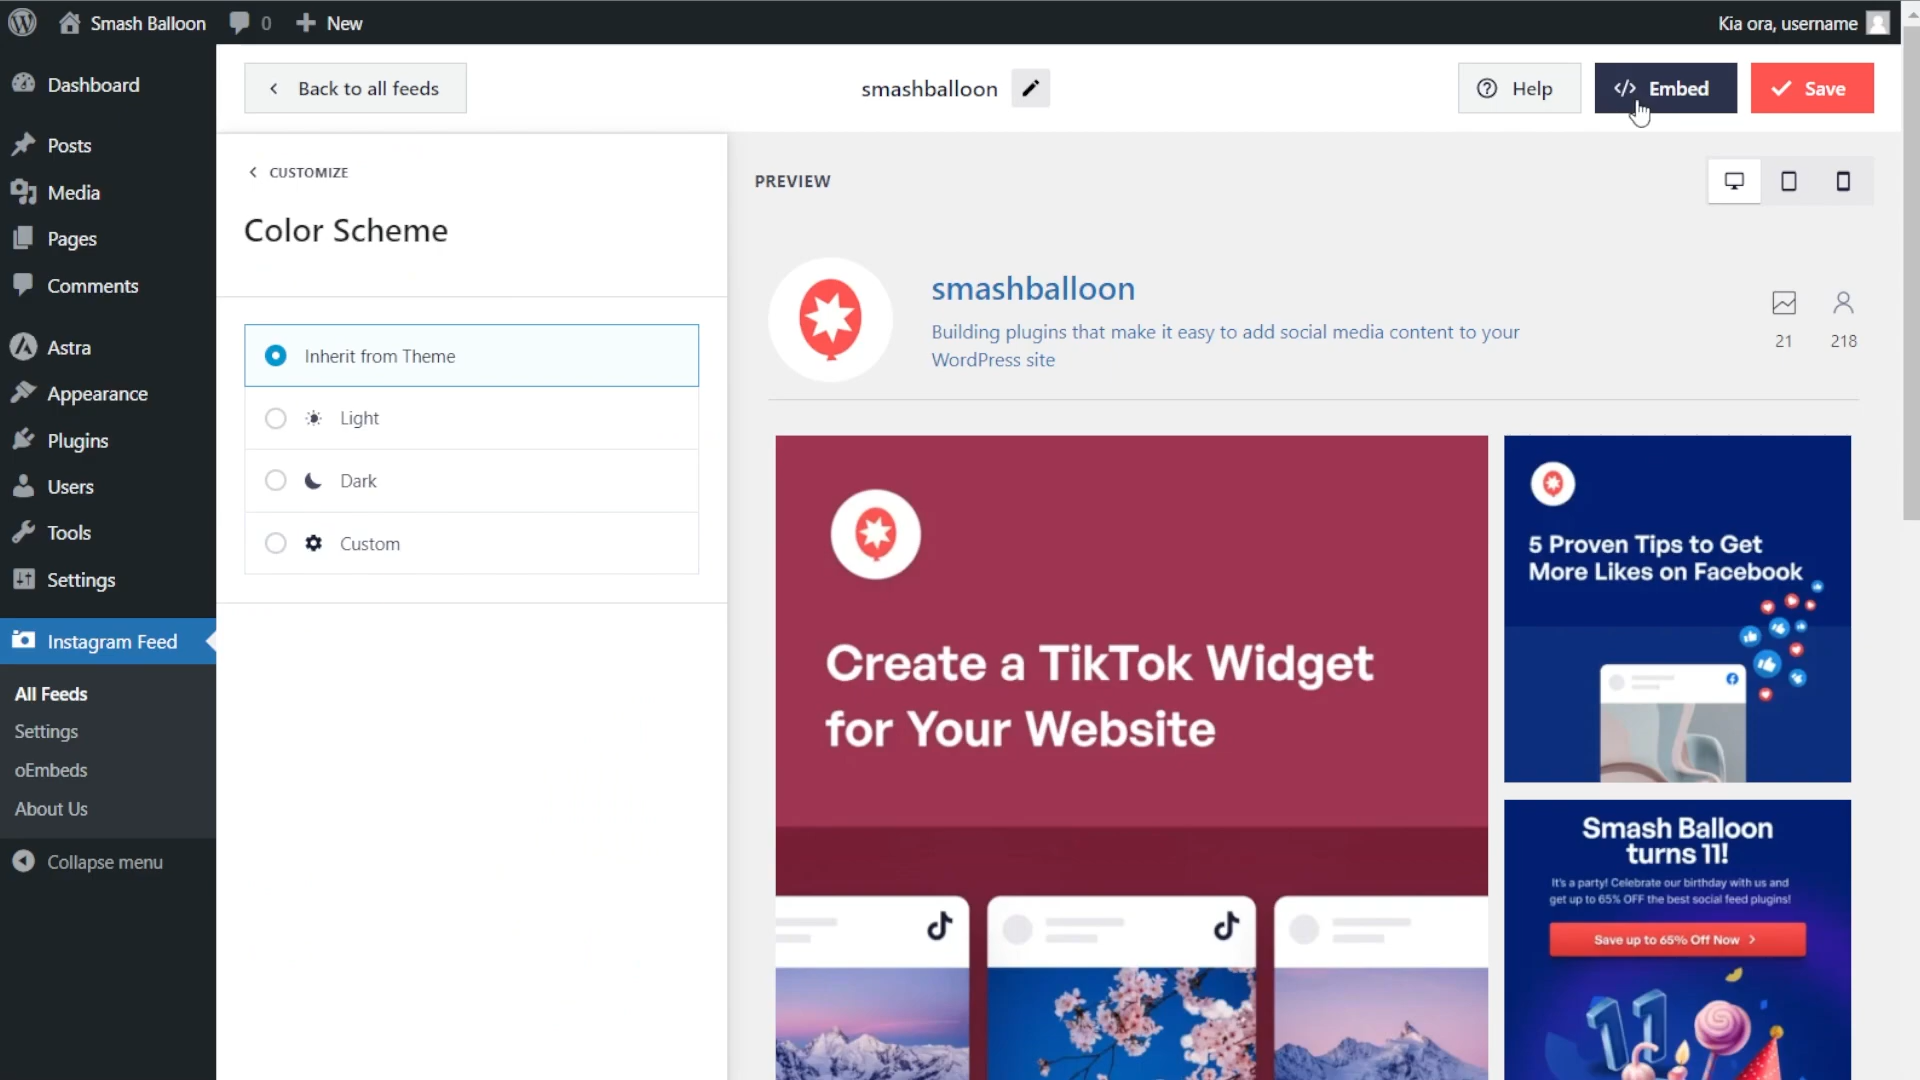 Smash Balloon
0
New
Kia ora, username
Dashboard
Posts
Media
Pages
Comments
Astra
Appearance
Plugins
Users
Tools
Settings
Instagram Feed
All Feeds
Settings
oEmbeds
About Us
Collapse menu
Back to all feeds
smashballoon
Help
</> Embed
Save
CUSTOMIZE
Color Scheme
Inherit from Theme
Light
Dark
Custom
PREVIEW
smashballoon
Building plugins that make it easy to add social media content to your
WordPress site
21
218
Create a TikTok Widget
for Your Website
5 Proven Tips to Get
More Likes on Facebook
Smash Balloon
turns 11!
It's a party! Celebrate our birthday with us and
get up to 65% OFF the best social feed plugins!
Save up to 65% Off Now >
11